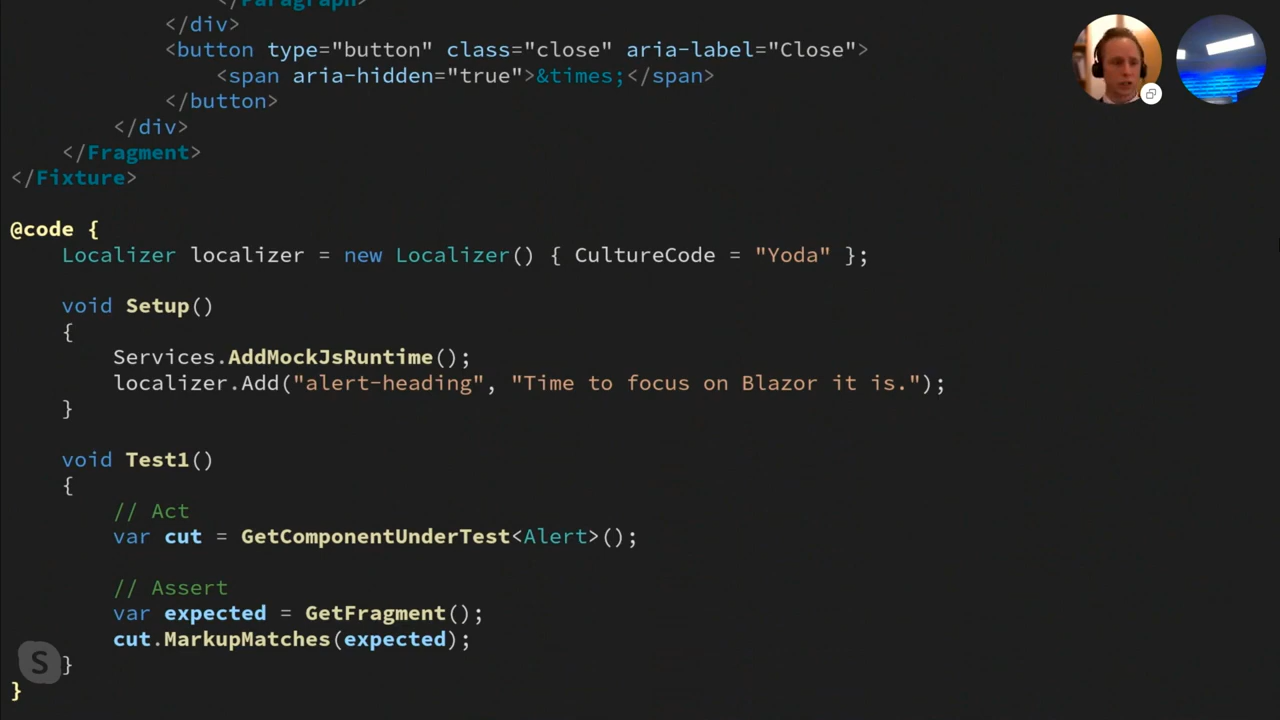 </Paragraph>
</div>
<button type="button" class="close" aria-label="Close">
<span aria-hidden="true">&times;</span>
</button>
</div>
</Fragment>
</Fixture>
@code {
Localizer localizer = new Localizer() { CultureCode = "Yoda" };
void Setup()
{
Services.AddMockJsRuntime();
localizer.Add("alert-heading", "Time to focus on Blazor it is.");
}
void Test1()
{
// Act
var cut = GetComponentUnderTest<Alert>();
// Assert
var expected = GetFragment();
cut.MarkupMatches(expected);
S }
}